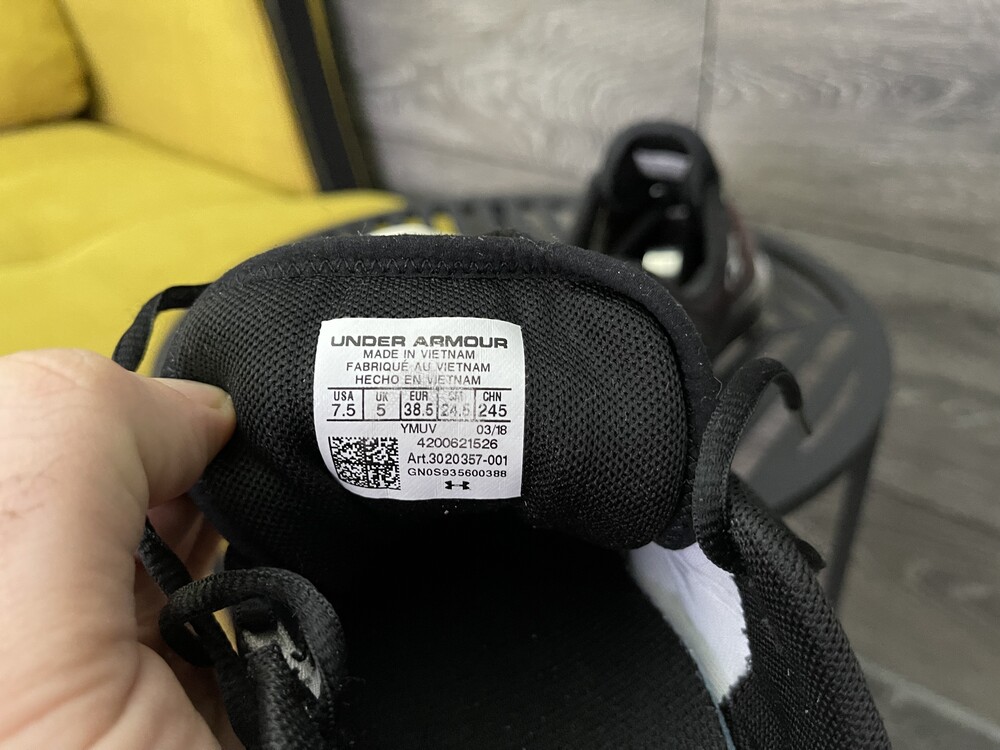 UNDER ARMOUR
MADE IN VIETNAM
FABRIQUÉ AU VIETNAM
HECHO EN VIETNAM
USA UK EUR CM CHN
7.5 5 38.5 24.5 245
YMUV 03/18
4200621526
Art.3020357-001
GN0S935600388